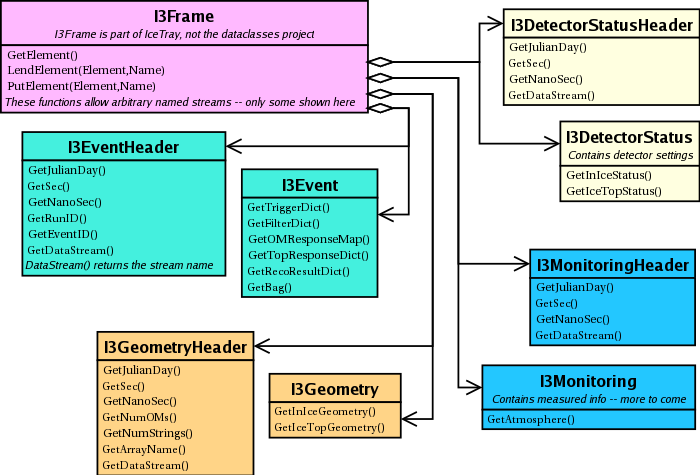 I3Frame
I3Frame is part of IceTray, not the dataclasses project
GetElement()
LendElement(Element,Name)
PutElement(Element,Name)
These functions allow arbitrary named streams -- only some shown here
I3DetectorStatusHeader
GetJulianDay()
GetSec()
GetNanoSec()
GetDataStream()
I3EventHeader
GetJulianDay()
GetSec()
GetNanoSec()
GetRunID()
GetEventID()
GetDataStream()
DataStream() returns the stream name
I3Event
GetTriggerDict()
GetFilterDict()
GetOMResponseMap()
GetTopResponseDict()
GetRecoResultDict()
GetBag()
I3DetectorStatus
Contains detector settings
GetInIceStatus()
GetIceTopStatus()
I3MonitoringHeader
GetJulianDay()
GetSec()
GetNanoSec()
GetDataStream()
I3GeometryHeader
GetJulianDay()
GetSec()
GetNanoSec()
GetNumOMs()
GetNumStrings()
GetArrayName()
GetDataStream()
I3Geometry
GetInIceGeometry()
GetIceTopGeometry()
I3Monitoring
Contains measured info -- more to come
GetAtmosphere()